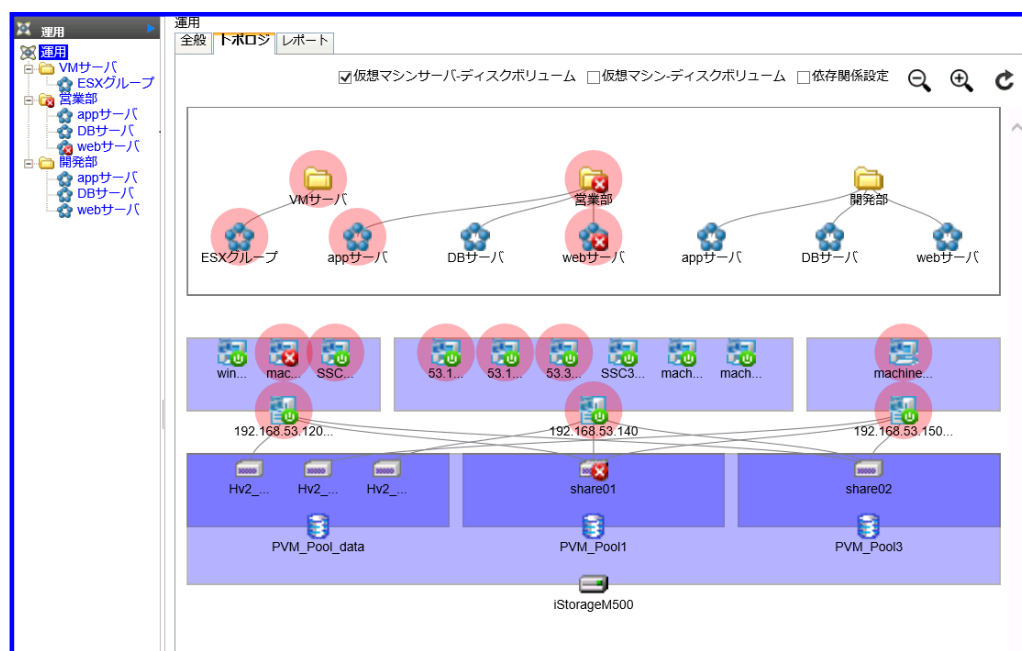 運用
運用
VMサーバ
ESXグループ
営業部
appサーバ
DBサーバ
webサーバ
開発部
appサーバ
DBサーバ
webサーバ
運用
全般 トポロジ レポート
仮想マシンサーバ-ディスクボリューム 仮想マシン-ディスクボリューム 依存関係設定
VMサーバ 営業部 開発部
ESXグループ appサーバ DBサーバ webサーバ appサーバ DBサーバ webサーバ
win... mac... SSC... 53.1... 53.1... 53.3... SSC3... mach... mach... machine...
192.168.53.120... 192.168.53.140 192.168.53.150...
Hv2_... Hv2_... Hv2_... share01 share02
PVM_Pool_data PVM_Pool1 PVM_Pool3
iStorageM500